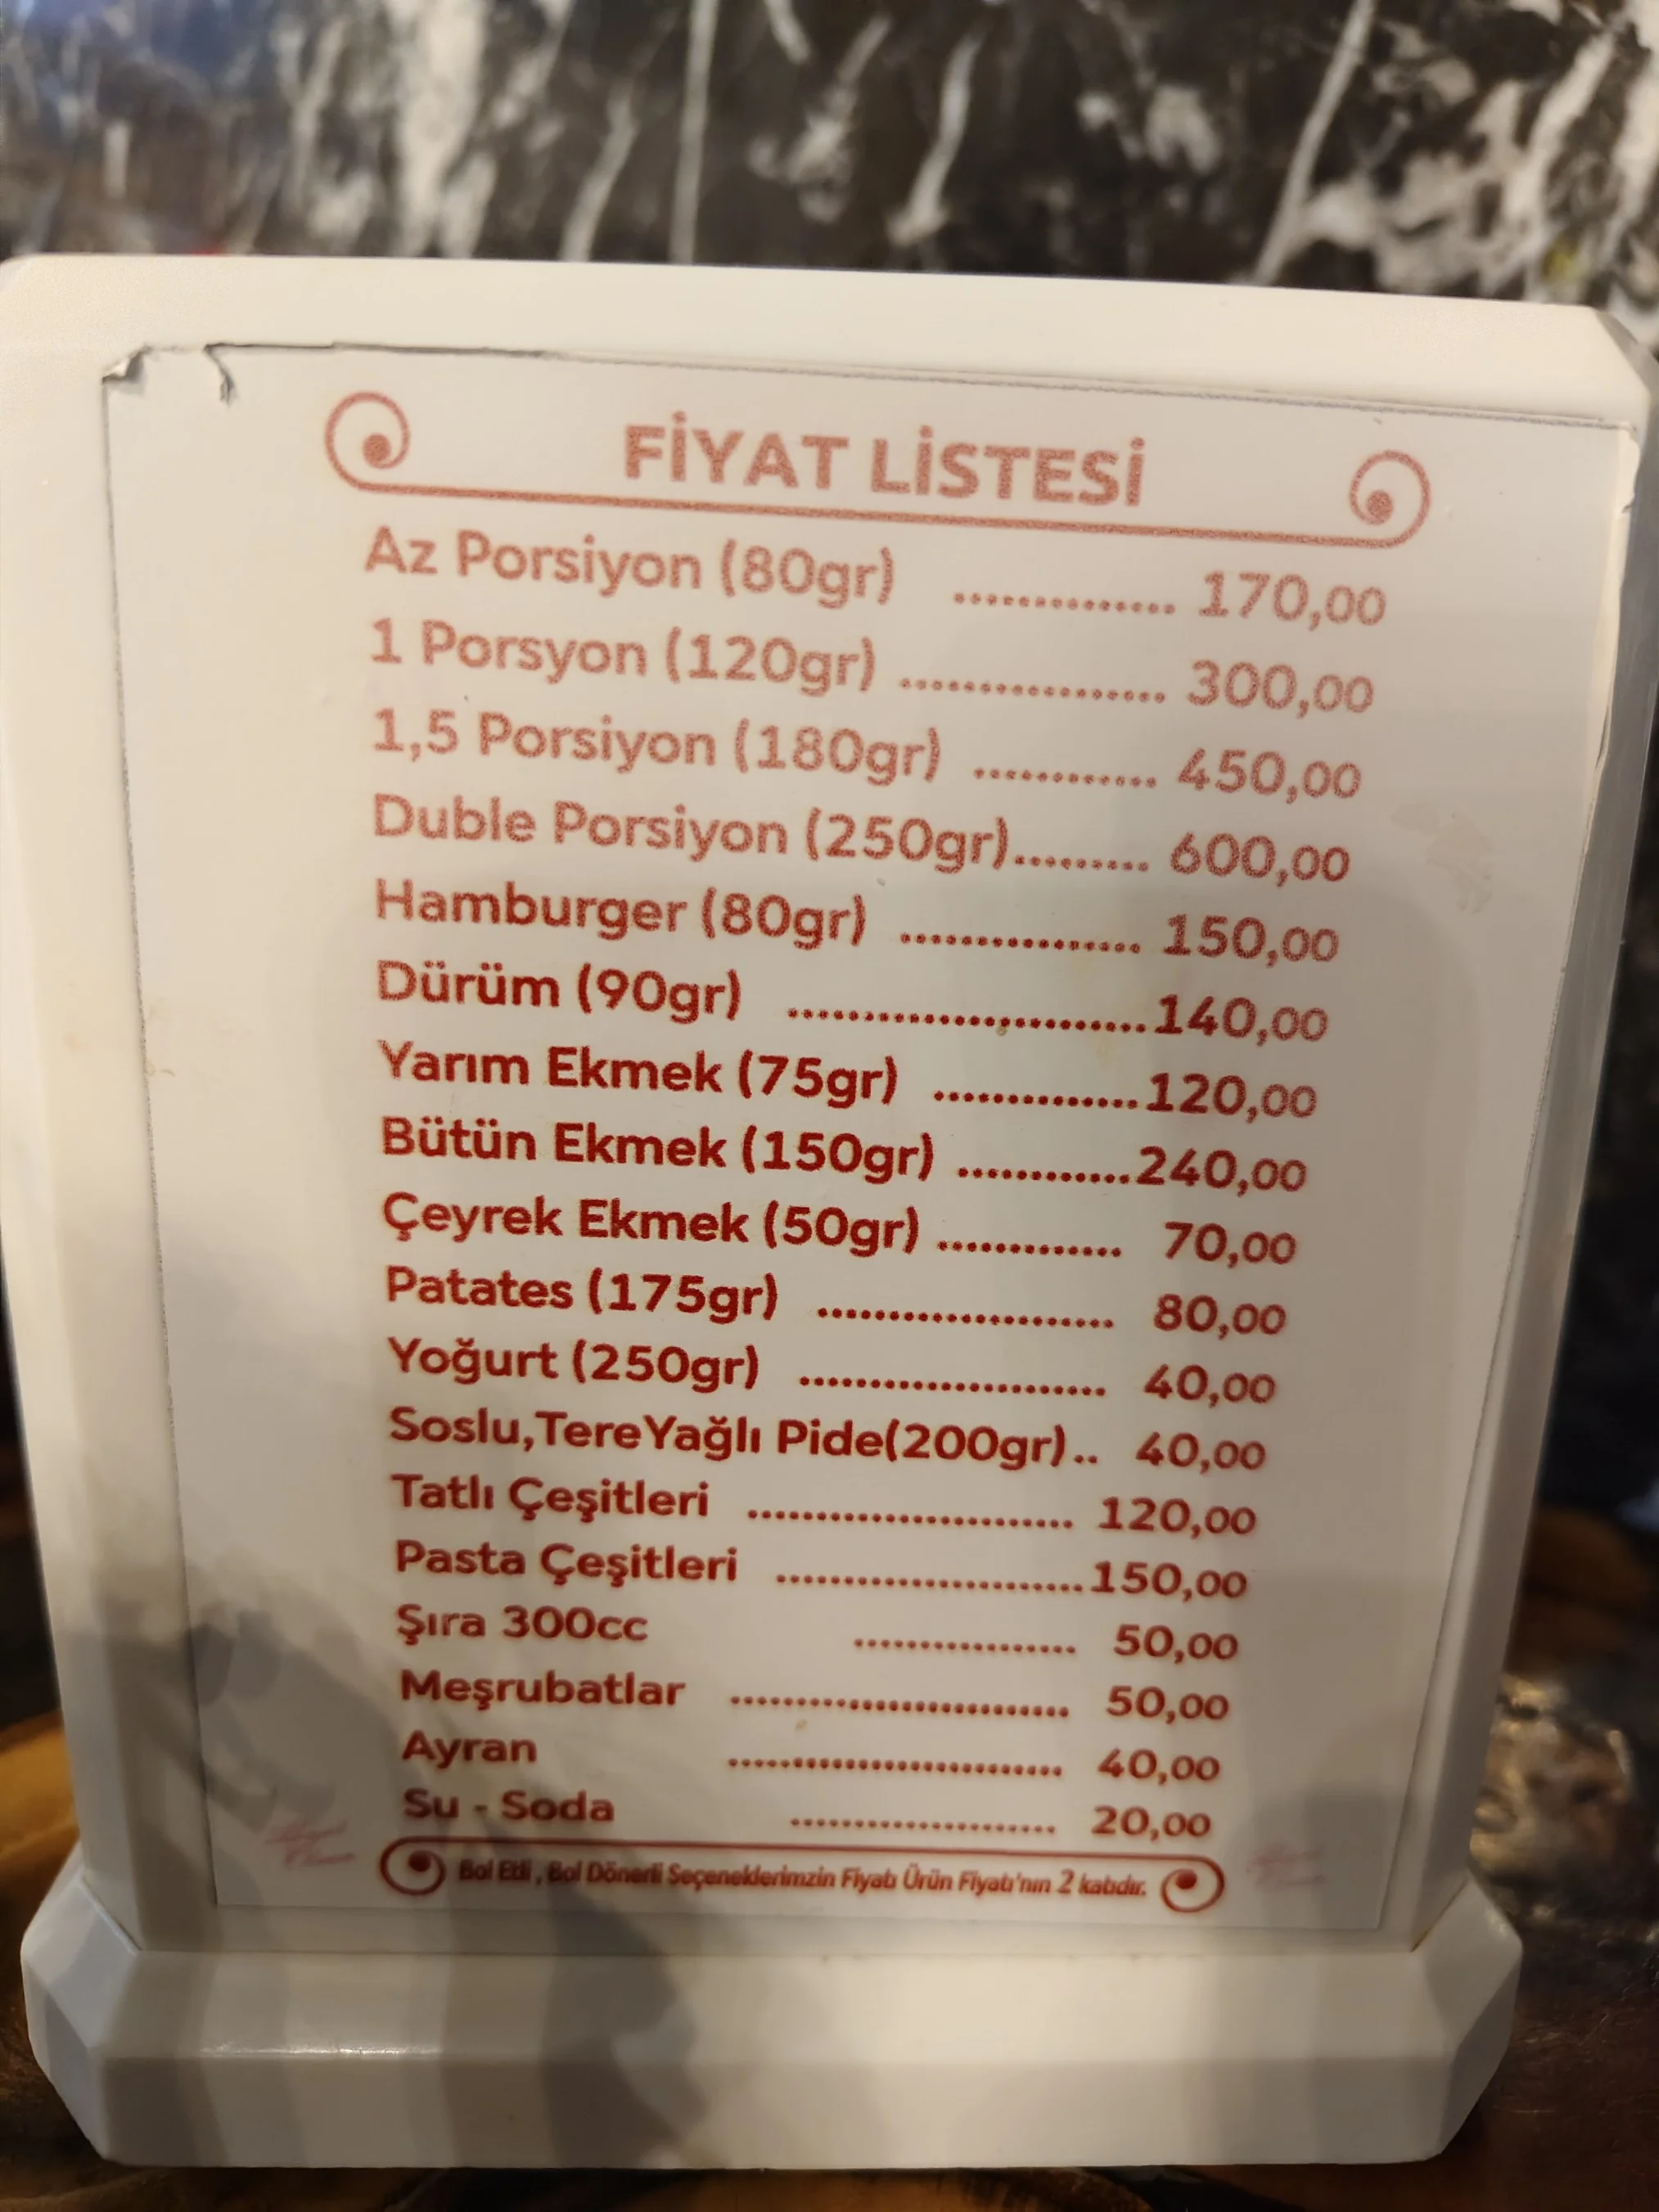 FİYAT LİSTESİ
Az Porsiyon (80gr) .............. 170,00
1 Porsyon (120gr) ................. 300,00
1,5 Porsiyon (180gr) ............ 450,00
Duble Porsiyon (250gr)......... 600,00
Hamburger (80gr) ................ 150,00
Dürüm (90gr) .......................140,00
Yarım Ekmek (75gr) ..............120,00
Bütün Ekmek (150gr) ............240,00
Çeyrek Ekmek (50gr) ............. 70,00
Patates (175gr) ..................... 80,00
Yoğurt (250gr) ...................... 40,00
Soslu,TereYağlı Pide(200gr).. 40,00
Tatlı Çeşitleri ........................ 120,00
Pasta Çeşitleri .......................150,00
Şıra 300cc ................. 50,00
Meşrubatlar .......................... 50,00
Ayran .......................... 40,00
Su - Soda ..................... 20,00
Bol Etli , Bol Dönerli Seçeneklerimzin Fiyatı Ürün Fiyatı'nın 2 katıdır.